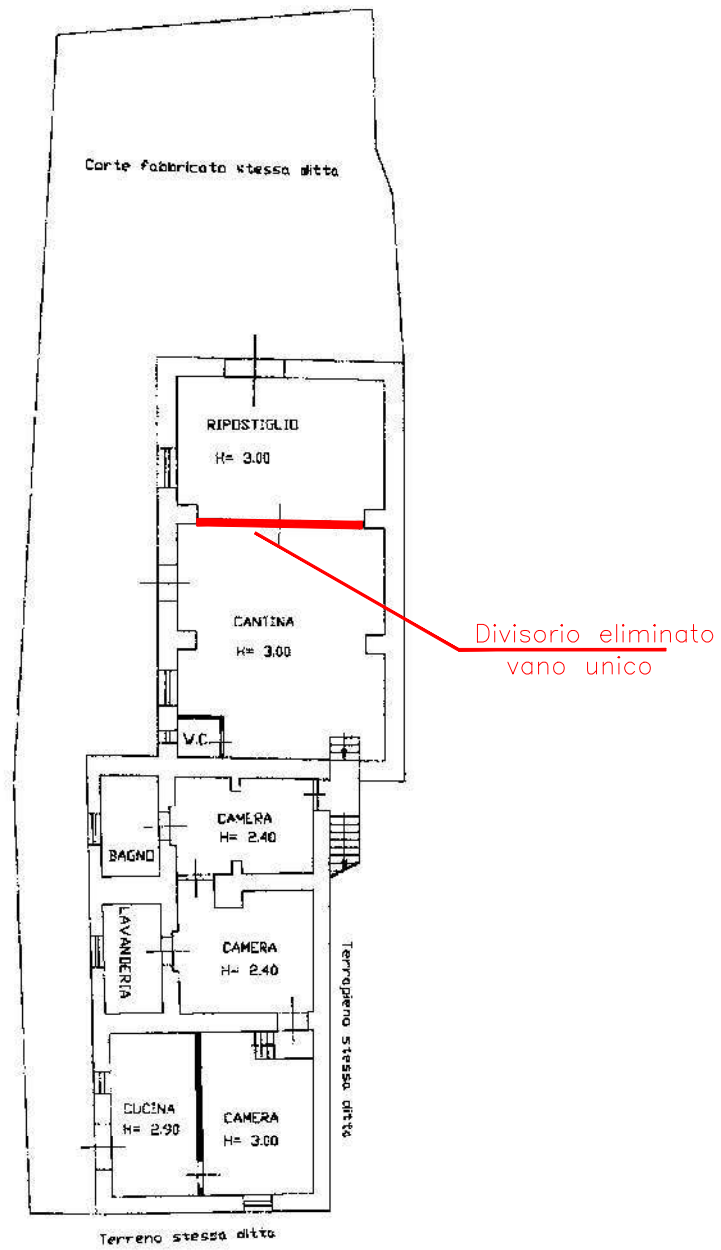 Corte fabbricato stessa ditta
RIPOSTIGLIO
H= 3.00
CANTINA
H= 3.00
Divisorio eliminato
vano unico
W.C.
CAMERA
H= 2.40
BAGNO
LAVANDERIA
CAMERA
H= 2.40
Terrapieno stessa ditta
CUCINA
H= 2.90
CAMERA
H= 3.00
Terreno stessa ditta